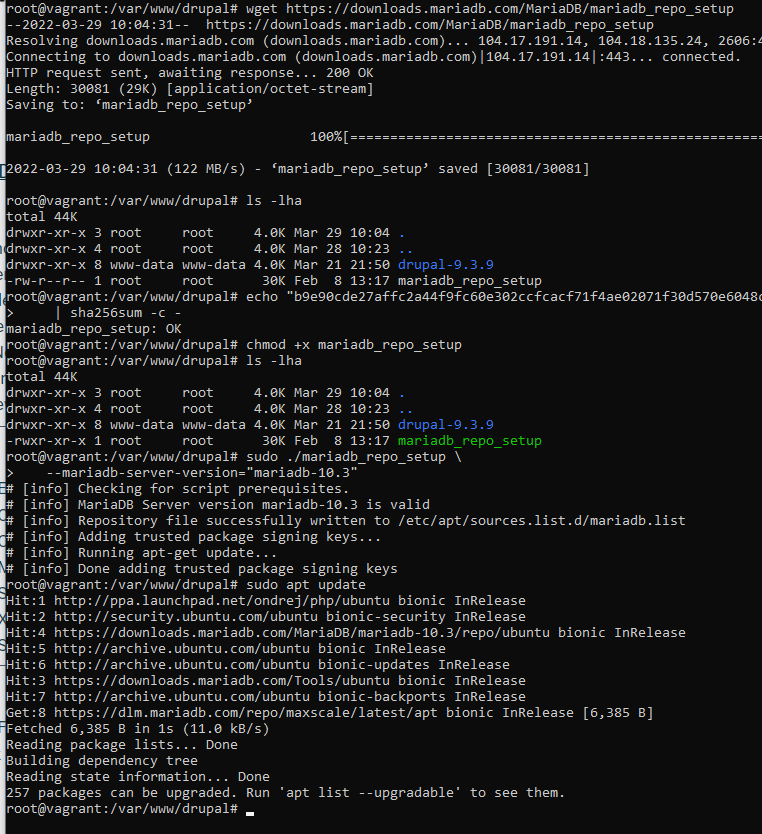 root@vagrant:/var/www/drupal# wget https://downloads.mariadb.com/MariaDB/mariadb_repo_setup
--2022-03-29 10:04:31--  https://downloads.mariadb.com/MariaDB/mariadb_repo_setup
Resolving downloads.mariadb.com (downloads.mariadb.com)... 104.17.191.14, 104.18.135.24, 2606:4
Connecting to downloads.mariadb.com (downloads.mariadb.com)|104.17.191.14|:443... connected.
HTTP request sent, awaiting response... 200 OK
Length: 30081 (29K) [application/octet-stream]
Saving to: ‘mariadb_repo_setup’
mariadb_repo_setup                    100%[====================================================
2022-03-29 10:04:31 (122 MB/s) - ‘mariadb_repo_setup’ saved [30081/30081]
root@vagrant:/var/www/drupal# ls -lha
total 44K
drwxr-xr-x 3 root     root     4.0K Mar 29 10:04 .
drwxr-xr-x 4 root     root     4.0K Mar 28 10:23 ..
drwxr-xr-x 8 www-data www-data 4.0K Mar 21 21:50 drupal-9.3.9
-rw-r--r-- 1 root     root      30K Feb  8 13:17 mariadb_repo_setup
root@vagrant:/var/www/drupal# echo "b9e90cde27affc2a44f9fc60e302ccfcacf71f4ae02071f30d570e6048c
>     | sha256sum -c -
mariadb_repo_setup: OK
root@vagrant:/var/www/drupal# chmod +x mariadb_repo_setup
root@vagrant:/var/www/drupal# ls -lha
total 44K
drwxr-xr-x 3 root     root     4.0K Mar 29 10:04 .
drwxr-xr-x 4 root     root     4.0K Mar 28 10:23 ..
drwxr-xr-x 8 www-data www-data 4.0K Mar 21 21:50 drupal-9.3.9
-rwxr-xr-x 1 root     root      30K Feb  8 13:17 mariadb_repo_setup
root@vagrant:/var/www/drupal# sudo ./mariadb_repo_setup \
>    --mariadb-server-version="mariadb-10.3"
# [info] Checking for script prerequisites.
# [info] MariaDB Server version mariadb-10.3 is valid
# [info] Repository file successfully written to /etc/apt/sources.list.d/mariadb.list
# [info] Adding trusted package signing keys...
# [info] Running apt-get update...
# [info] Done adding trusted package signing keys
root@vagrant:/var/www/drupal# sudo apt update
Hit:1 http://ppa.launchpad.net/ondrej/php/ubuntu bionic InRelease
Hit:2 http://security.ubuntu.com/ubuntu bionic-security InRelease
Hit:4 https://downloads.mariadb.com/MariaDB/mariadb-10.3/repo/ubuntu bionic InRelease
Hit:5 http://archive.ubuntu.com/ubuntu bionic InRelease
Hit:6 http://archive.ubuntu.com/ubuntu bionic-updates InRelease
Hit:3 https://downloads.mariadb.com/Tools/ubuntu bionic InRelease
Hit:7 http://archive.ubuntu.com/ubuntu bionic-backports InRelease
Get:8 https://dlm.mariadb.com/repo/maxscale/latest/apt bionic InRelease [6,385 B]
Fetched 6,385 B in 1s (11.0 kB/s)
Reading package lists... Done
Building dependency tree
Reading state information... Done
257 packages can be upgraded. Run 'apt list --upgradable' to see them.
root@vagrant:/var/www/drupal#